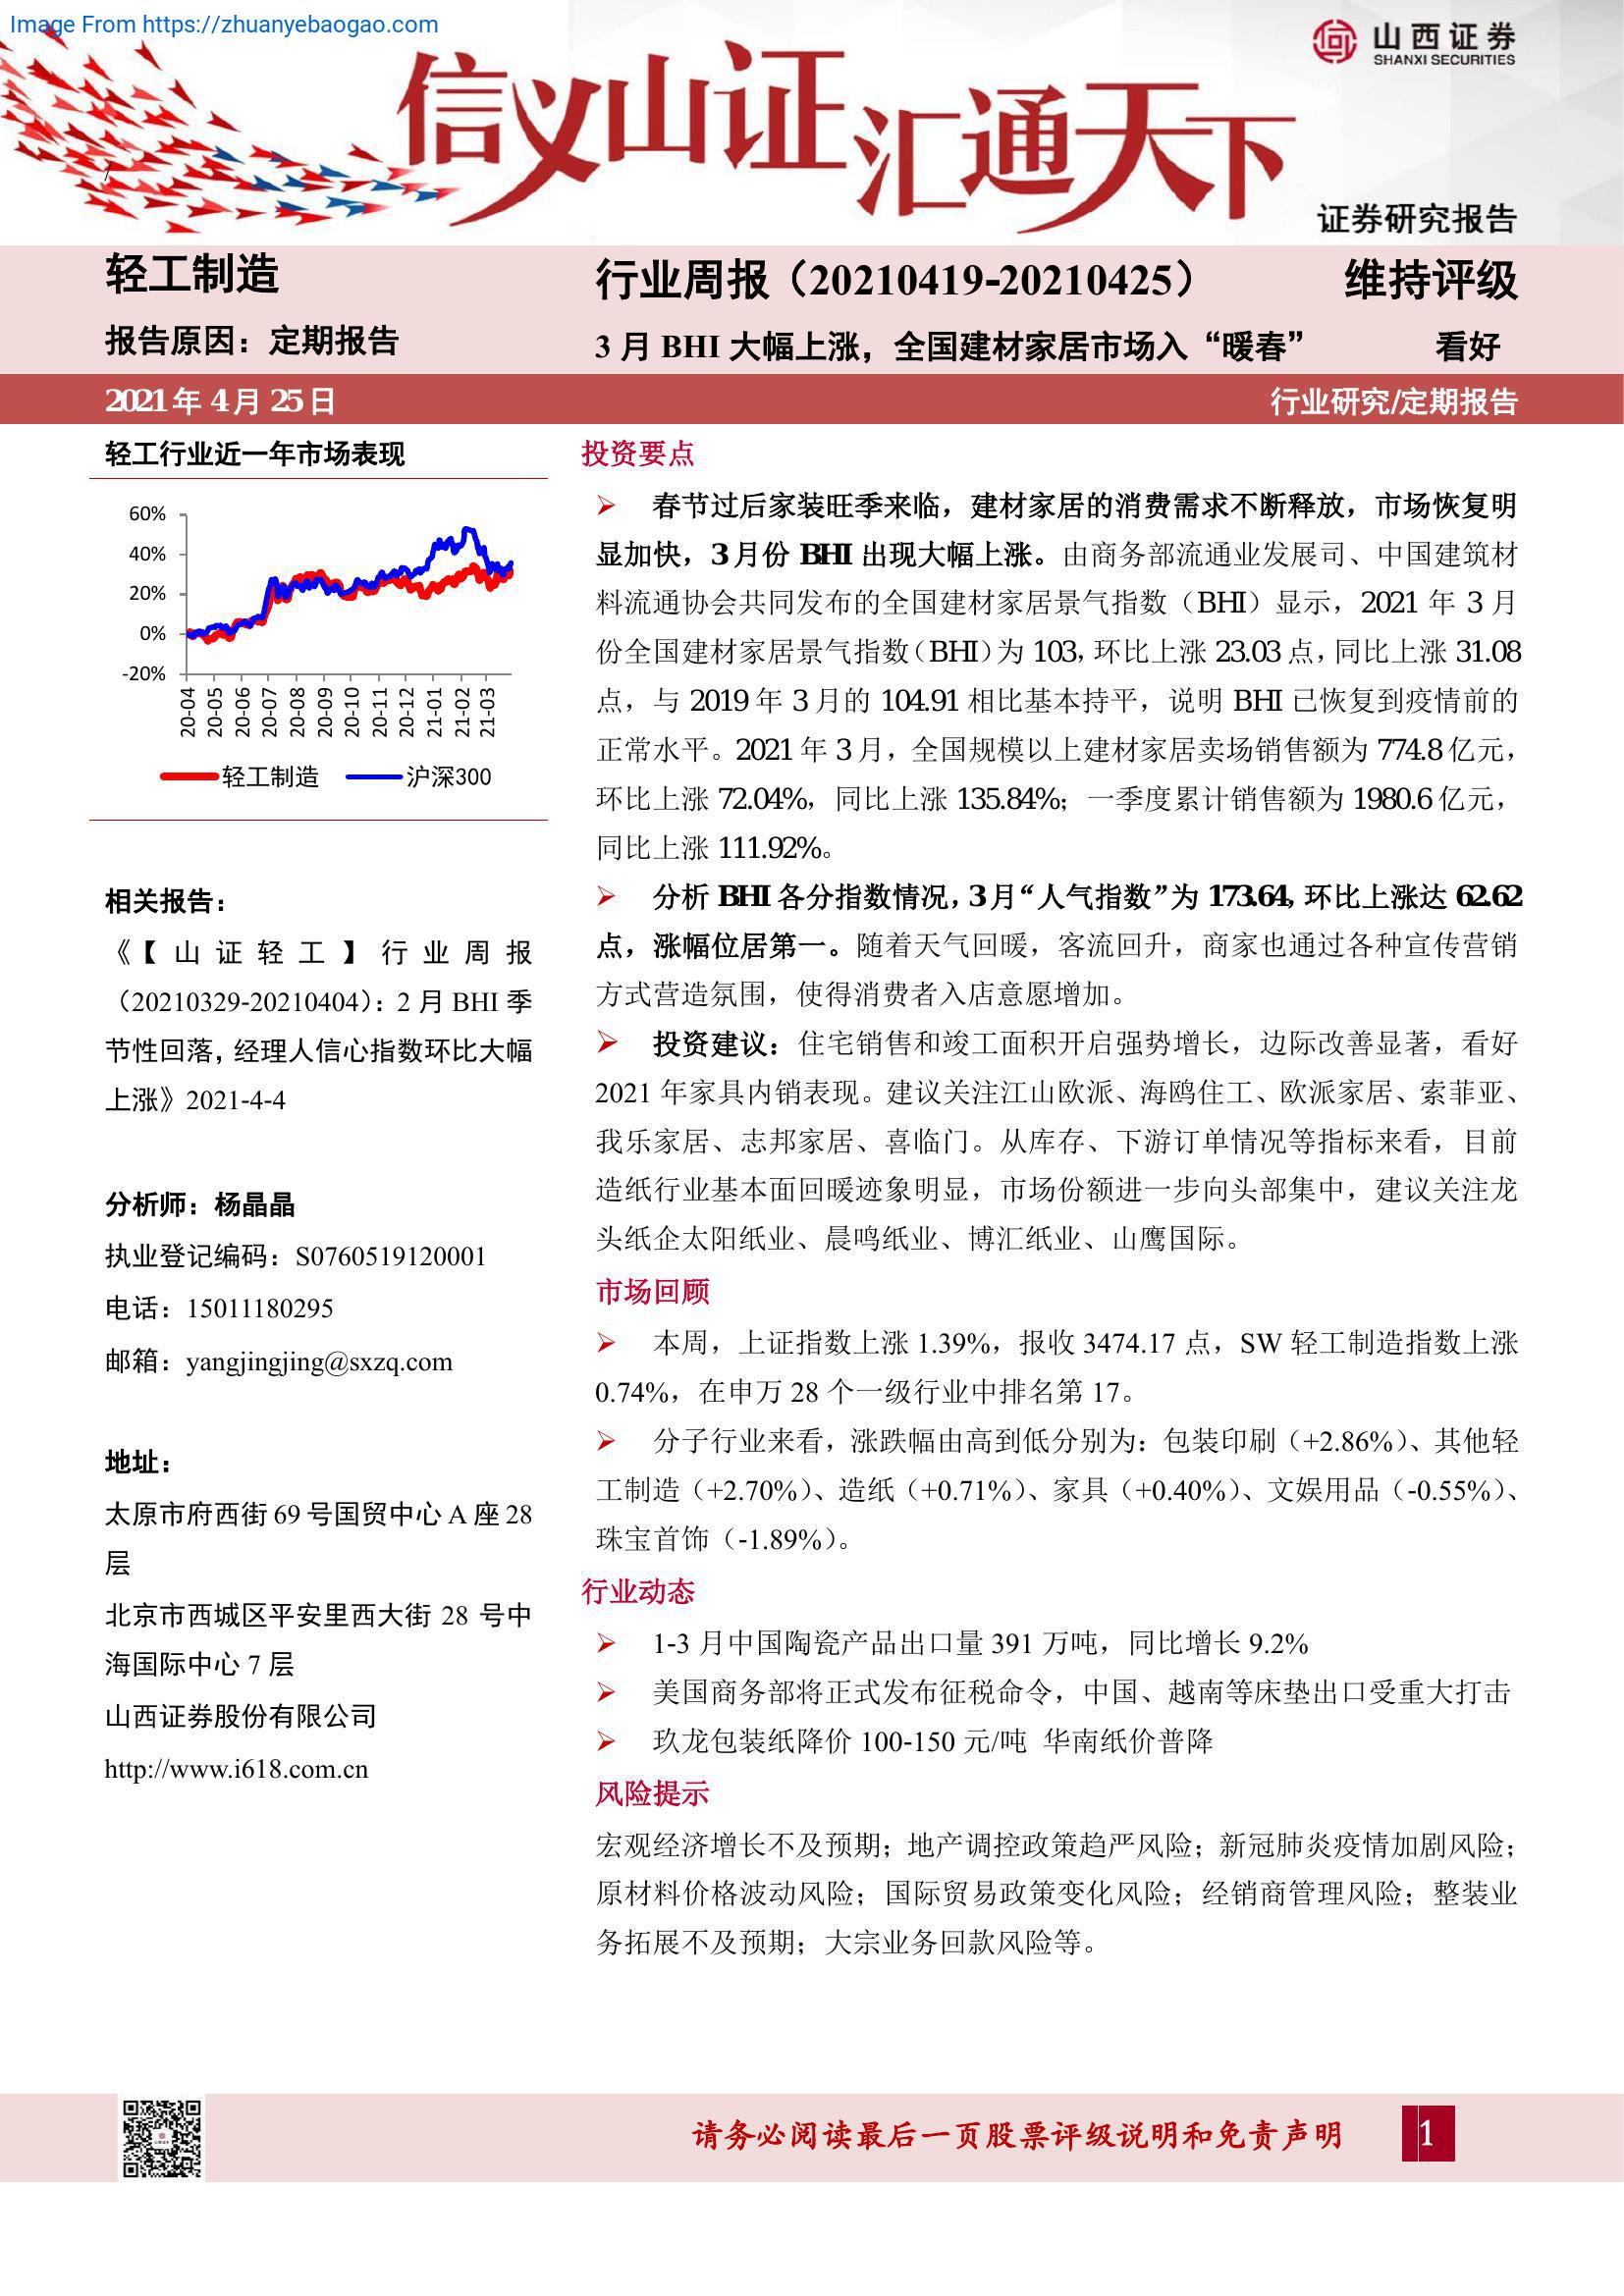 Image From https://zhuanyebaogao.com
山西证券
SHANXI SECURITIES
信义山证汇通天下
证券研究报告
轻工制造
行业周报（20210419-20210425）
维持评级
报告原因：定期报告
3 月 BHI 大幅上涨，全国建材家居市场入“暖春”
看好
2021 年 4 月 25 日
行业研究/定期报告
轻工行业近一年市场表现
60%
40%
20%
0%
-20%
20-04
20-05
20-06
20-07
20-08
20-09
20-10
20-11
20-12
21-01
21-02
21-03
轻工制造
沪深300
相关报告：
《【山证轻工】行业周报
（20210329-20210404）：2 月 BHI 季
节性回落，经理人信心指数环比大幅
上涨》2021-4-4
分析师：杨晶晶
执业登记编码：S0760519120001
电话：15011180295
邮箱：yangjingjing@sxzq.com
地址：
太原市府西街 69 号国贸中心 A 座 28
层
北京市西城区平安里西大街 28 号中
海国际中心 7 层
山西证券股份有限公司
http://www.i618.com.cn
投资要点
➢ 春节过后家装旺季来临，建材家居的消费需求不断释放，市场恢复明
显加快，3 月份 BHI 出现大幅上涨。由商务部流通业发展司、中国建筑材
料流通协会共同发布的全国建材家居景气指数（BHI）显示，2021 年 3 月
份全国建材家居景气指数（BHI）为 103，环比上涨 23.03 点，同比上涨 31.08
点，与 2019 年 3 月的 104.91 相比基本持平，说明 BHI 已恢复到疫情前的
正常水平。2021 年 3 月，全国规模以上建材家居卖场销售额为 774.8 亿元，
环比上涨 72.04%，同比上涨 135.84%；一季度累计销售额为 1980.6 亿元，
同比上涨 111.92%。
➢ 分析 BHI 各分指数情况，3 月“人气指数”为 173.64，环比上涨达 62.62
点，涨幅位居第一。随着天气回暖，客流回升，商家也通过各种宣传营销
方式营造氛围，使得消费者入店意愿增加。
➢ 投资建议：住宅销售和竣工面积开启强势增长，边际改善显著，看好
2021 年家具内销表现。建议关注江山欧派、海鸥住工、欧派家居、索菲亚、
我乐家居、志邦家居、喜临门。从库存、下游订单情况等指标来看，目前
造纸行业基本面回暖迹象明显，市场份额进一步向头部集中，建议关注龙
头纸企太阳纸业、晨鸣纸业、博汇纸业、山鹰国际。
市场回顾
➢ 本周，上证指数上涨 1.39%，报收 3474.17 点，SW 轻工制造指数上涨
0.74%，在申万 28 个一级行业中排名第 17。
➢ 分子行业来看，涨跌幅由高到低分别为：包装印刷（+2.86%）、其他轻
工制造（+2.70%）、造纸（+0.71%）、家具（+0.40%）、文娱用品（-0.55%）、
珠宝首饰（-1.89%）。
行业动态
➢ 1-3 月中国陶瓷产品出口量 391 万吨，同比增长 9.2%
➢ 美国商务部将正式发布征税命令，中国、越南等床垫出口受重大打击
➢ 玖龙包装纸降价 100-150 元/吨 华南纸价普降
风险提示
宏观经济增长不及预期；地产调控政策趋严风险；新冠肺炎疫情加剧风险；
原材料价格波动风险；国际贸易政策变化风险；经销商管理风险；整装业
务拓展不及预期；大宗业务回款风险等。
请务必阅读最后一页股票评级说明和免责声明
1